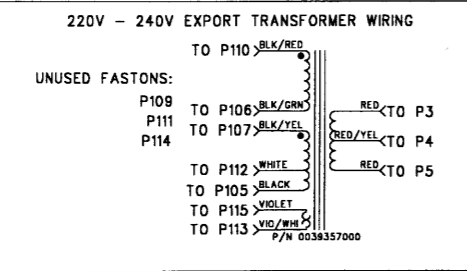 220V - 240V EXPORT TRANSFORMER WIRING
TO P110 BLK/RED
UNUSED FASTONS:
P109
P111
P114
TO P106 BLK/GRN
TO P107 BLK/YEL
TO P112 WHITE
TO P105 BLACK
TO P115 VIOLET
TO P113 VIO/WHI
RED TO P3
RED/YEL TO P4
RED TO P5
P/N 0039357000